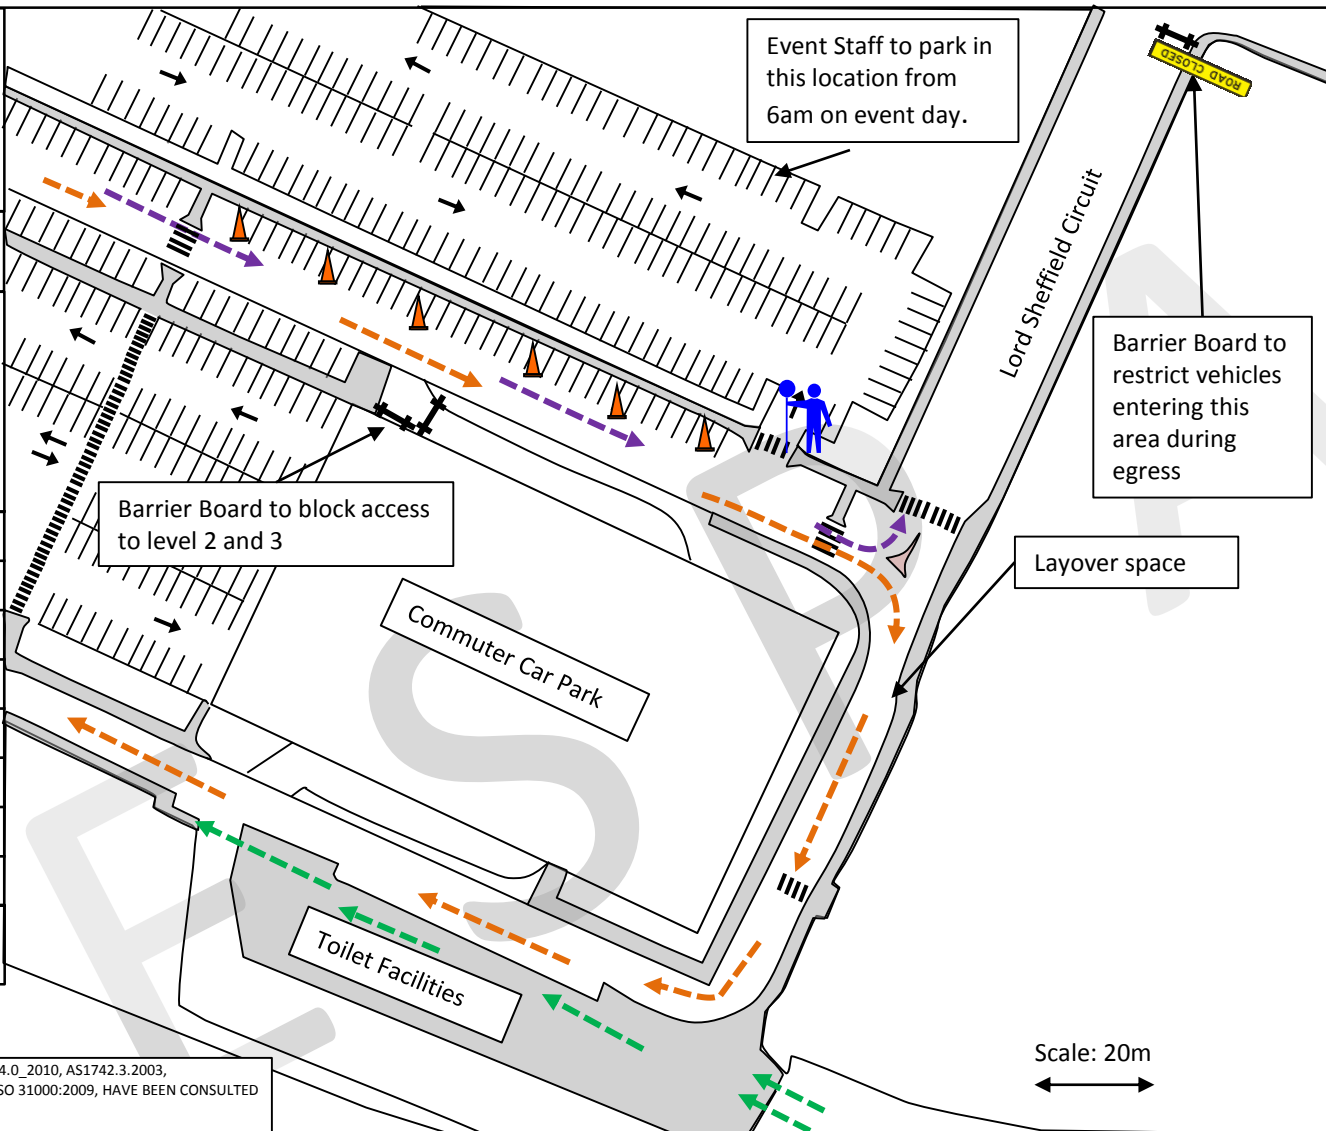 Event Staff to park in
this location from
6am on event day.
ROAD CLOSED
Lord Sheffield Circuit
Barrier Board to
restrict vehicles
entering this
area during
egress
Barrier Board to block access
to level 2 and 3
Layover space
Commuter Car Park
Toilet Facilities
Scale: 20m
4.0_2010, AS1742.3.2003,
SO 31000:2009, HAVE BEEN CONSULTED